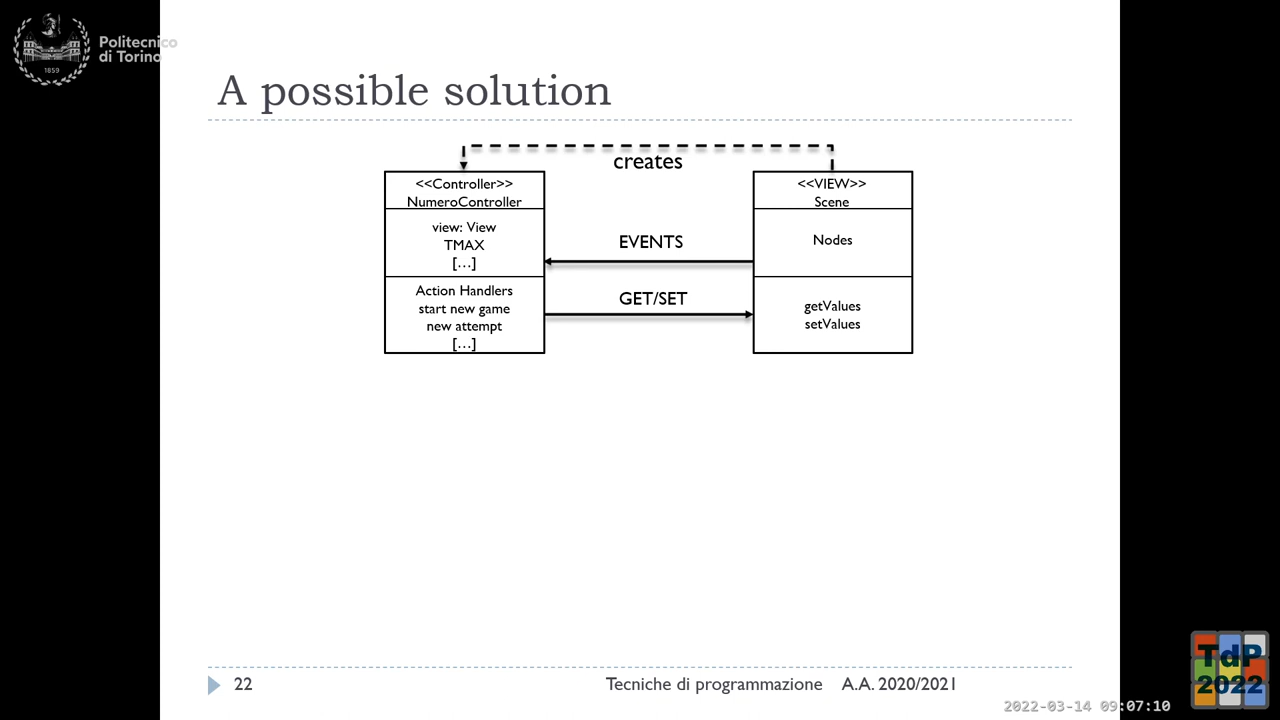 Politecnico
di Torino
1859
A possible solution
creates
<<Controller>>
NumeroController
view: View
TMAX
[...]
Action Handlers
start new game
new attempt
[...]
EVENTS
GET/SET
<<VIEW>>
Scene
Nodes
getValues
setValues
22
Tecniche di programmazione
A.A. 2020/2021
2022-03-14 09:07:10
TdP
2022